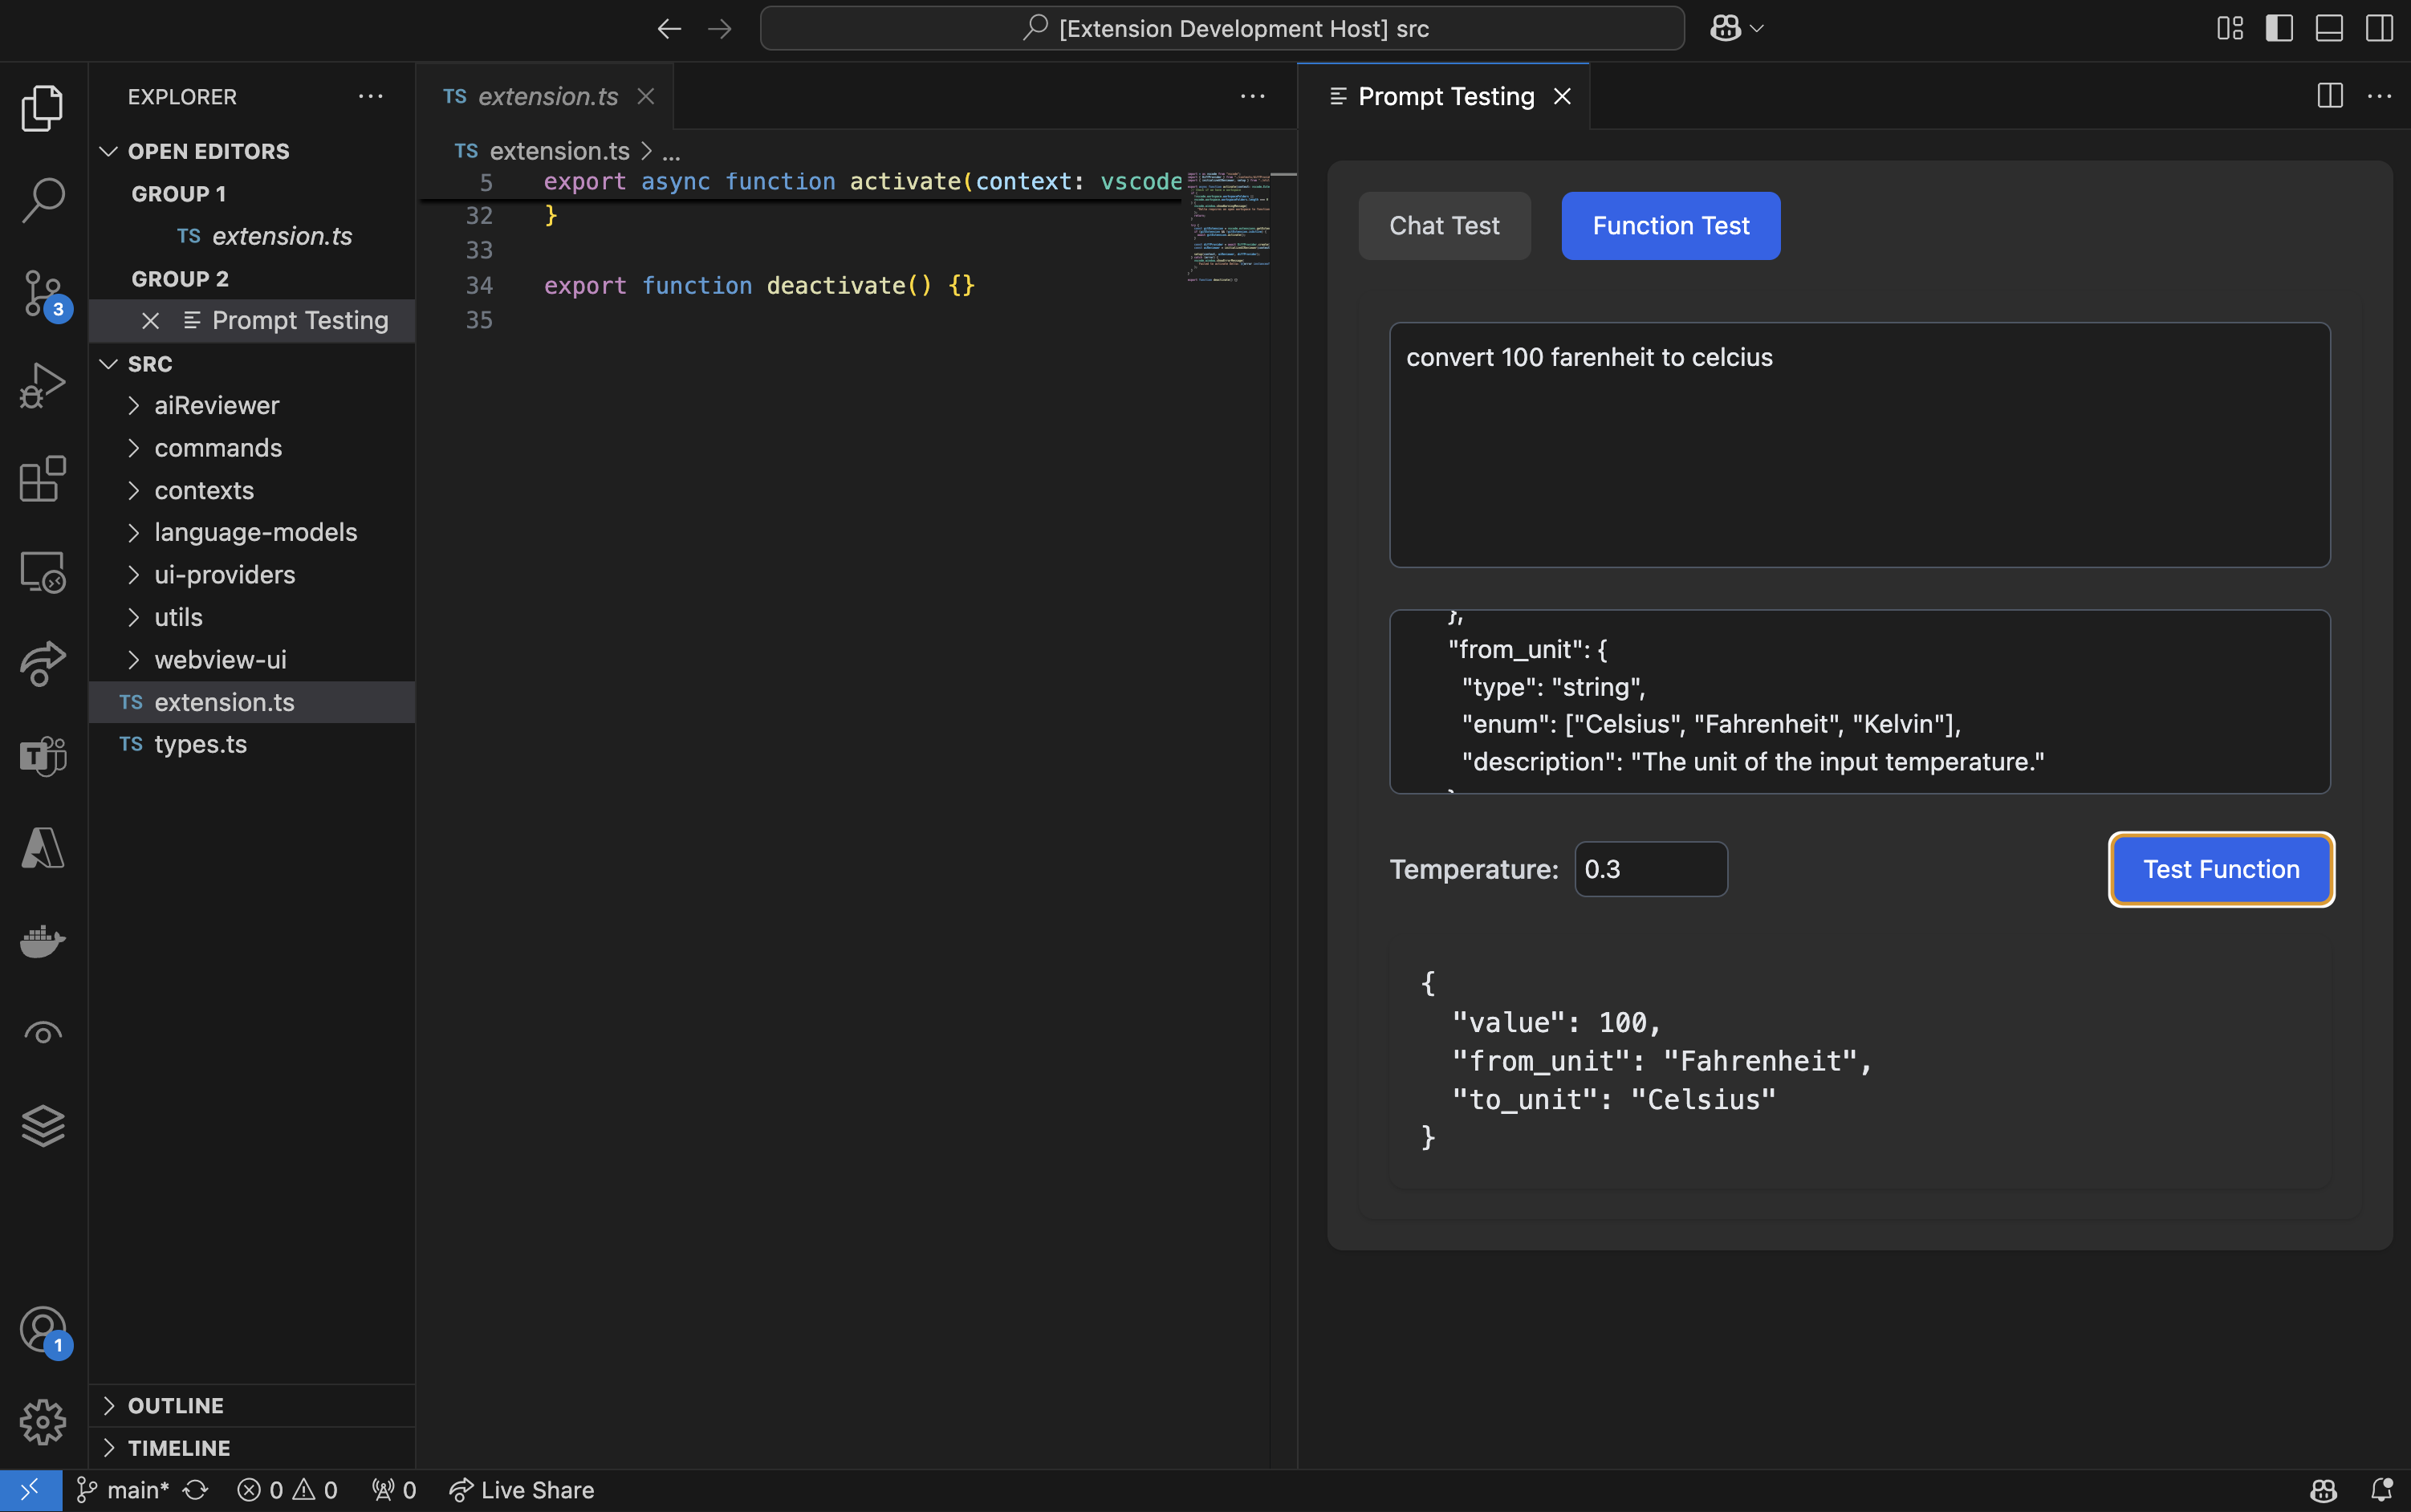 [Extension Development Host] src
EXPLORER
OPEN EDITORS
GROUP 1
TS extension.ts
GROUP 2
Prompt Testing
SRC
aiReviewer
commands
contexts
language-models
ui-providers
utils
webview-ui
TS extension.ts
TS types.ts
OUTLINE
TIMELINE
3
1
TS extension.ts
TS extension.ts > ...
5 export async function activate(context: vscode
32 }
33
34 export function deactivate() {}
35
Prompt Testing
Chat Test
Function Test
convert 100 farenheit to celcius
},
"from_unit": {
"type": "string",
"enum": ["Celsius", "Fahrenheit", "Kelvin"],
"description": "The unit of the input temperature."
Temperature: 0.3
Test Function
{
"value": 100,
"from_unit": "Fahrenheit",
"to_unit": "Celsius"
}
main* 0 0 0 Live Share